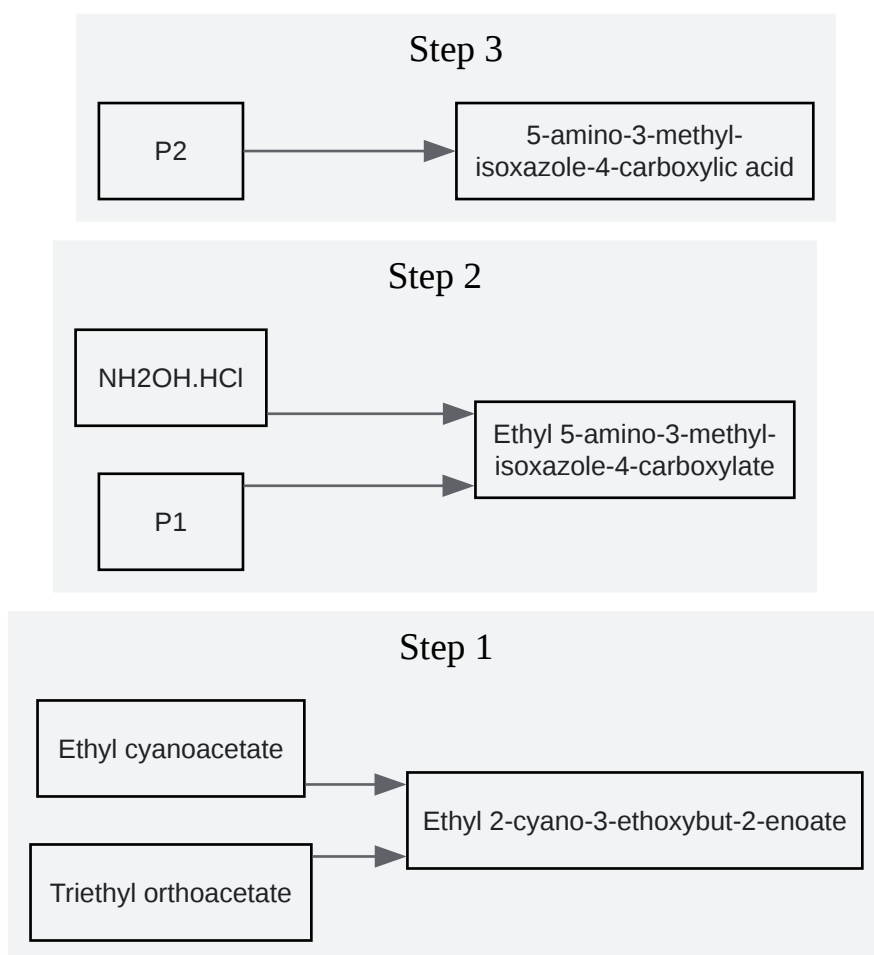 Step 3
P2
5-amino-3-methyl-
isoxazole-4-carboxylic acid
Step 2
NH2OH.HCl
P1
Ethyl 5-amino-3-methyl-
isoxazole-4-carboxylate
Step 1
Ethyl cyanoacetate
Triethyl orthoacetate
Ethyl 2-cyano-3-ethoxybut-2-enoate